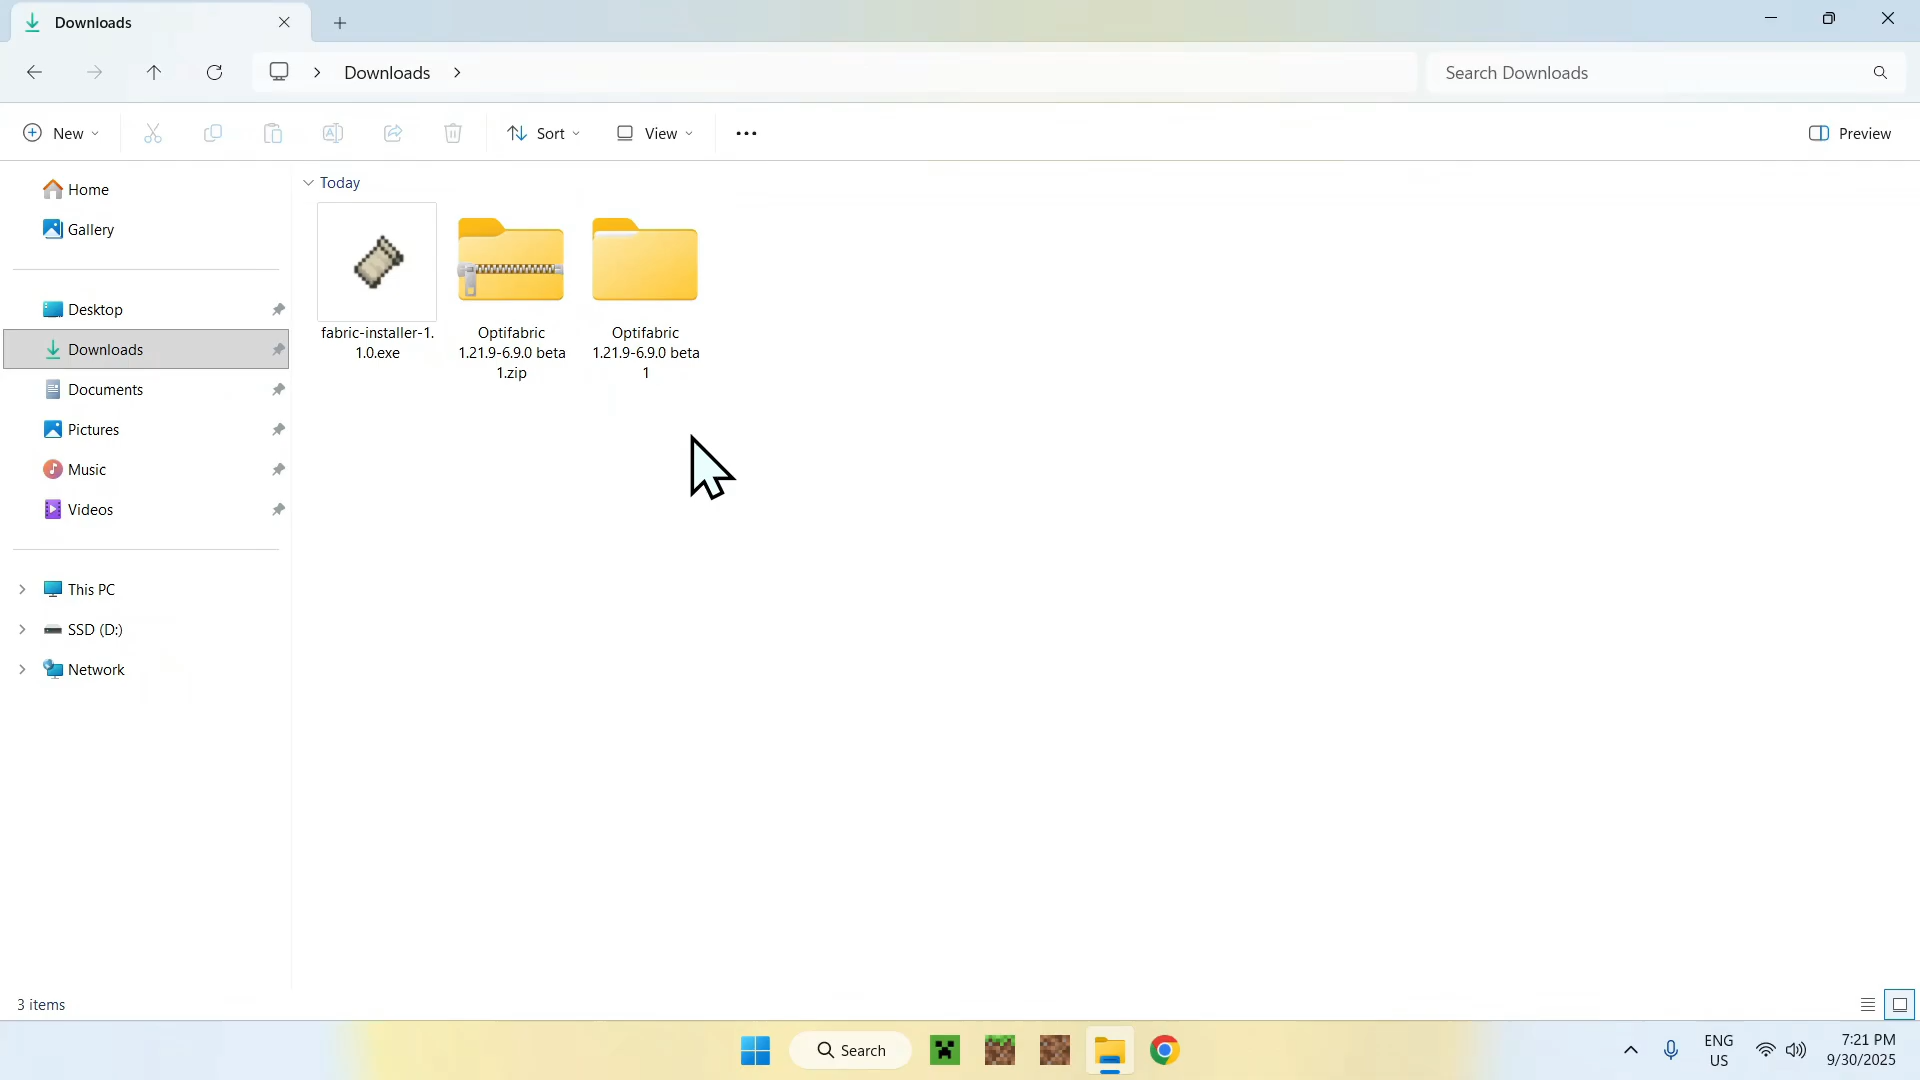 Downloads
Downloads
Search Downloads
New
Sort
View
Preview
Home
Gallery
Desktop
Downloads
Documents
Pictures
Music
Videos
This PC
SSD (D:)
Network
Today
fabric-installer-1.
1.0.exe
Optifabric
1.21.9-6.9.0 beta
1.zip
Optifabric
1.21.9-6.9.0 beta
1
3 items
Search
ENG
US
7:21 PM
9/30/2025